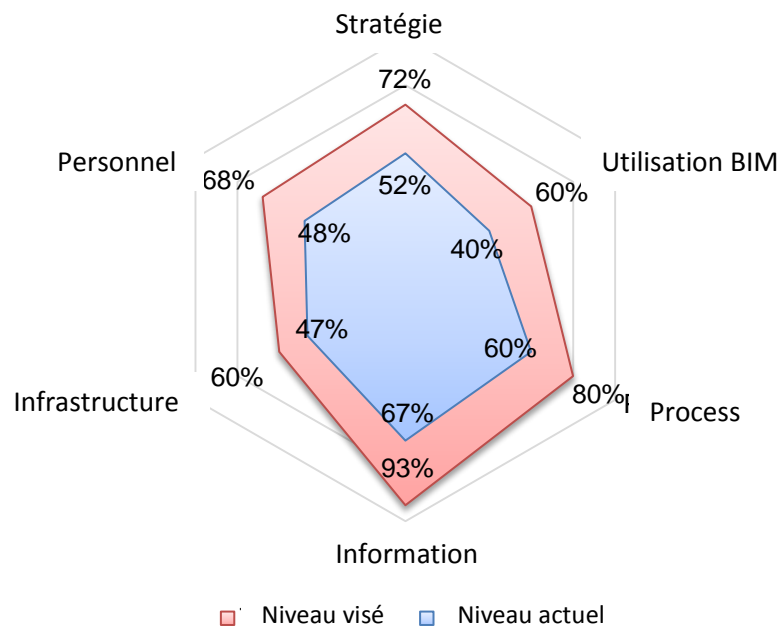 Stratégie
72%
Personnel
Utilisation BIM
68%
60%
52%
48%
40%
47%
60%
60%
80%
Infrastructure
Process
67%
93%
Information
Niveau visé
Niveau actuel